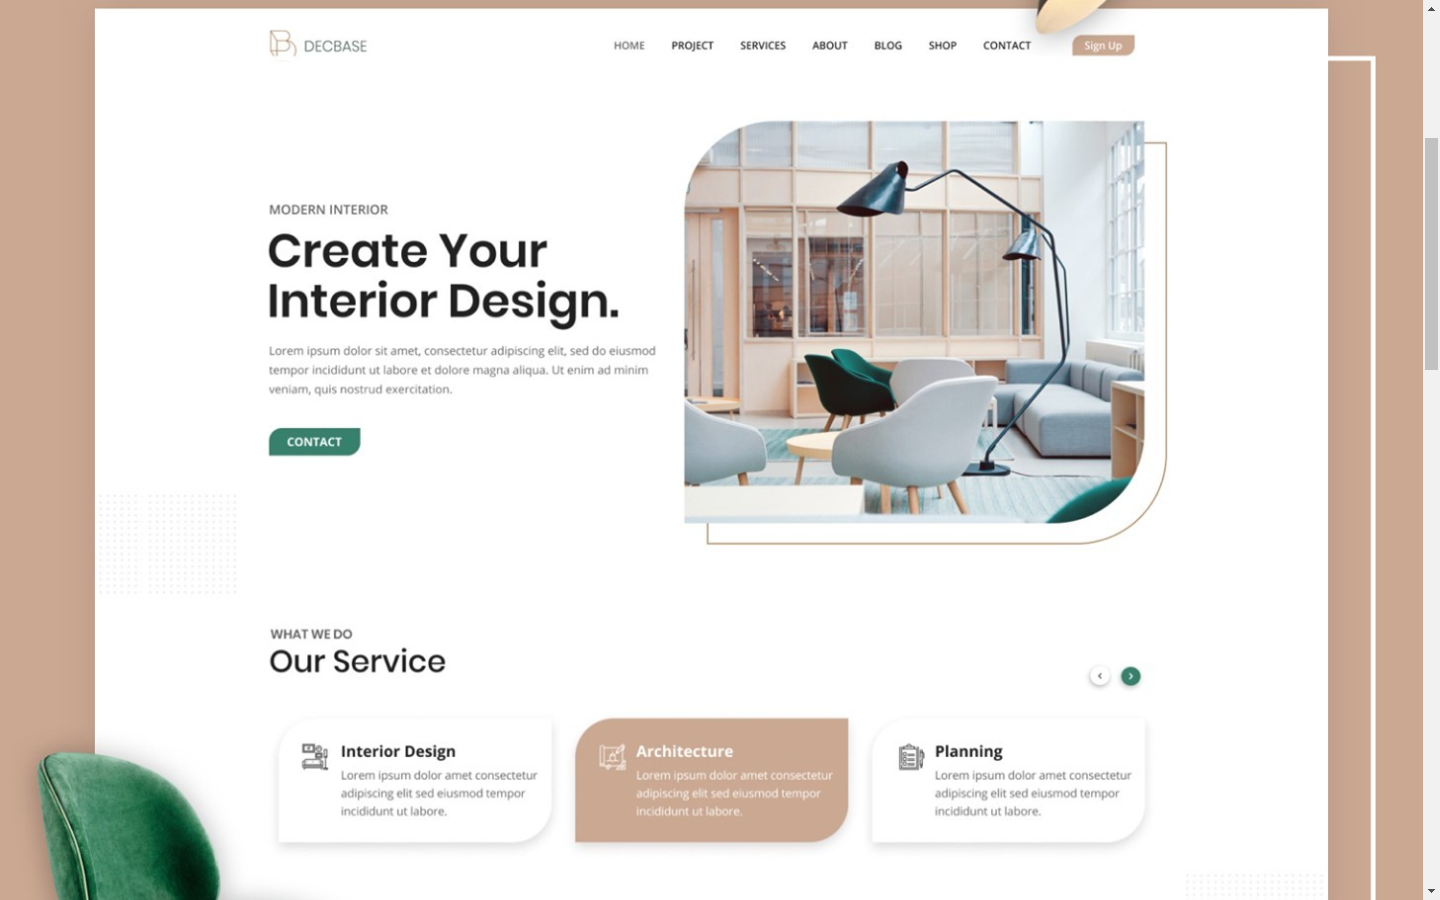 DECBASE
HOME PROJECT SERVICES ABOUT BLOG SHOP CONTACT Sign Up
MODERN INTERIOR
Create Your
Interior Design.
Lorem ipsum dolor sit amet, consectetur adipiscing elit, sed do eiusmod
tempor incididunt ut labore et dolore magna aliqua. Ut enim ad minim
veniam, quis nostrud exercitation.
CONTACT
WHAT WE DO
Our Service
Interior Design
Lorem ipsum dolor amet consectetur
adipiscing elit sed eiusmod tempor
incididunt ut labore.
Architecture
Lorem ipsum dolor amet consectetur
adipiscing elit sed eiusmod tempor
incididunt ut labore.
Planning
Lorem ipsum dolor amet consectetur
adipiscing elit sed eiusmod tempor
incididunt ut labore.